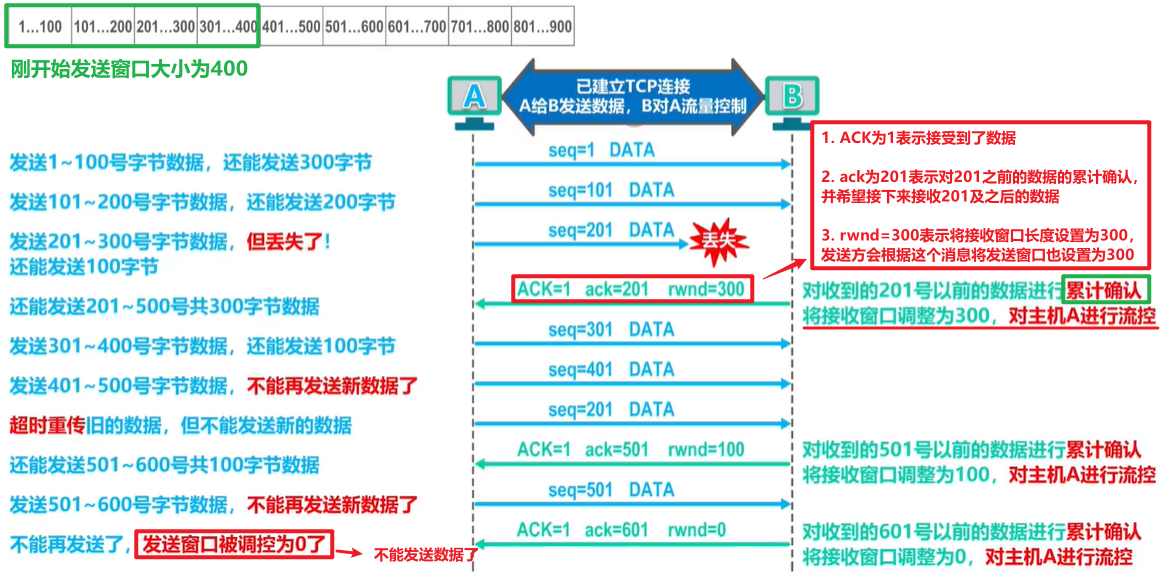 1…100 101…200 201…300 301…400 401…500 501…600 601…700 701…800 801…900
刚开始发送窗口大小为400
A
已建立TCP连接
A给B发送数据，B对A流量控制
B
1. ACK为1表示接受到了数据
2. ack为201表示对201之前的数据的累计确认，
并希望接下来接收201及之后的数据
3. rwnd=300表示将接收窗口长度设置为300，
发送方会根据这个消息将发送窗口也设置为300
发送1~100号字节数据，还能发送300字节
seq=1 DATA
发送101~200号字节数据，还能发送200字节
seq=101 DATA
发送201~300号字节数据，但丢失了！
还能发送100字节
seq=201 DATA
丢失
ACK=1 ack=201 rwnd=300
对收到的201号以前的数据进行累计确认
将接收窗口调整为300，对主机A进行流控
还能发送201~500号共300字节数据
seq=301 DATA
发送301~400号字节数据，还能发送100字节
seq=401 DATA
发送401~500号字节数据，不能再发送新数据了
seq=201 DATA
超时重传旧的数据，但不能发送新的数据
ACK=1 ack=501 rwnd=100
对收到的501号以前的数据进行累计确认
将接收窗口调整为100，对主机A进行流控
还能发送501~600号共100字节数据
seq=501 DATA
发送501~600号字节数据，不能再发送新数据了
ACK=1 ack=601 rwnd=0
对收到的601号以前的数据进行累计确认
将接收窗口调整为0，对主机A进行流控
不能再发送了，发送窗口被调控为0了
不能发送数据了